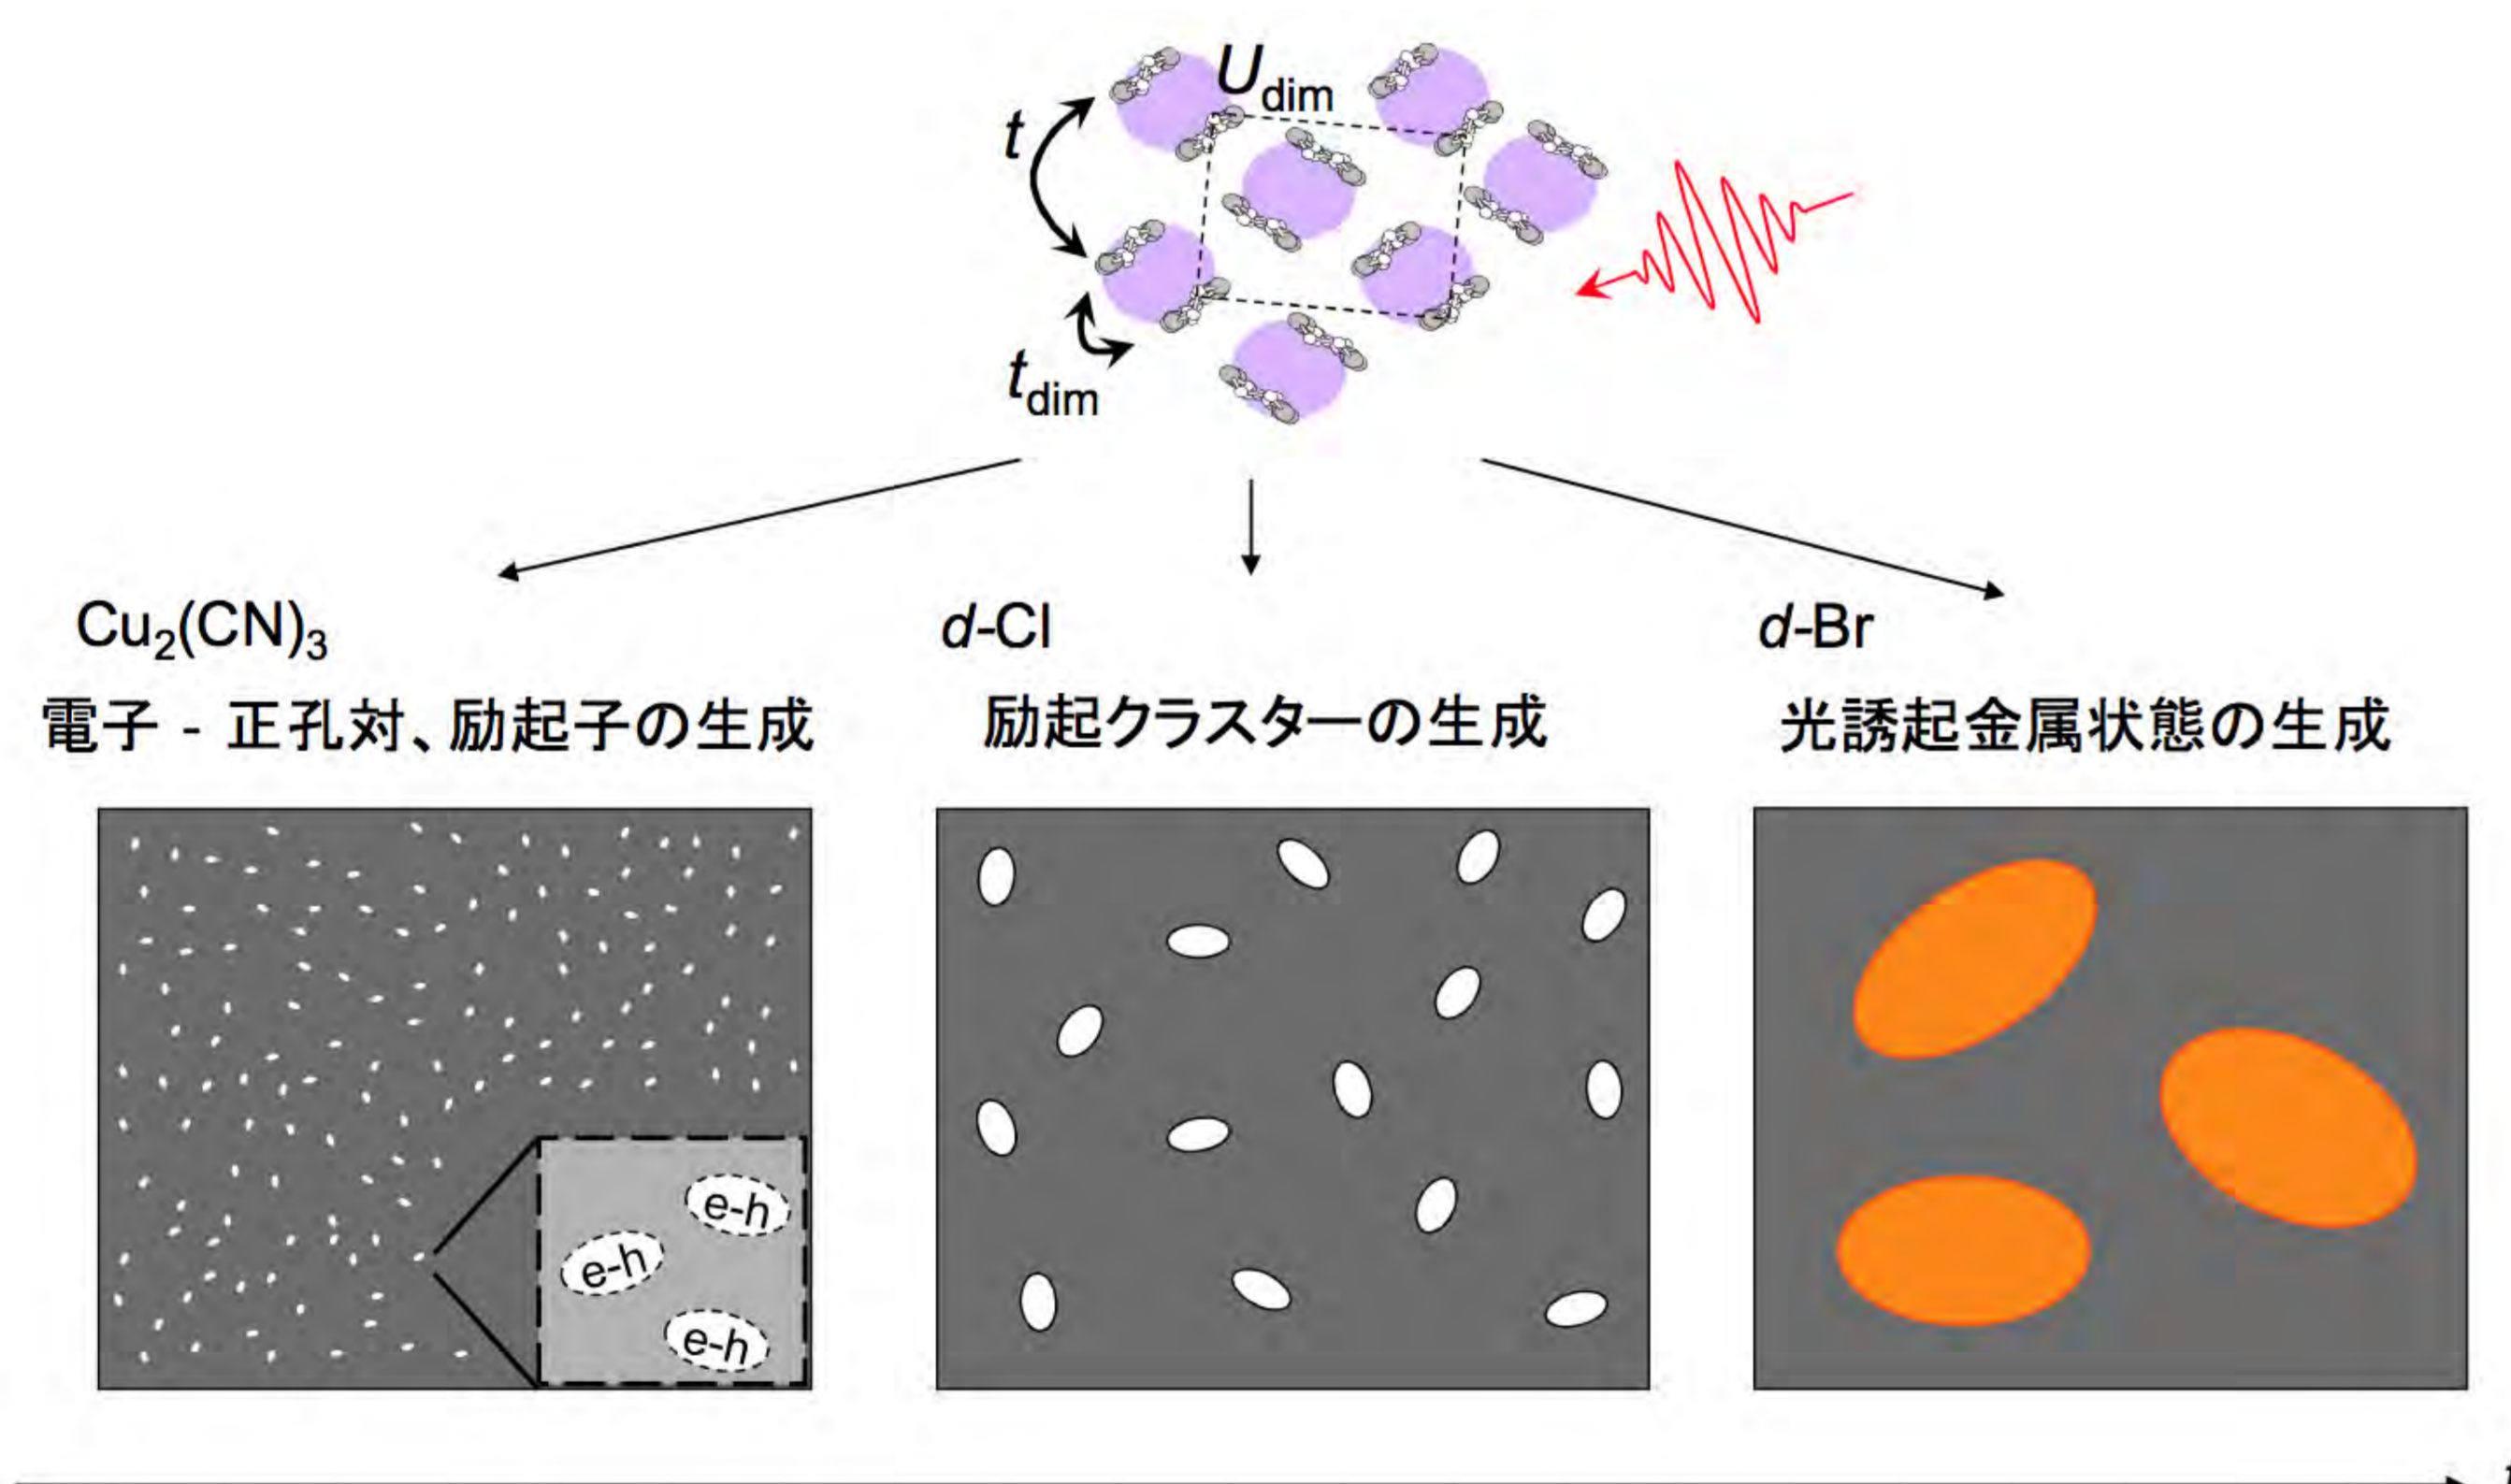 Udim
t
tdim
Cu₂(CN)₃
d-Cl
d-Br
電子 - 正孔対、励起子の生成
励起クラスターの生成
光誘起金属状態の生成
e-h
e-h
e-h